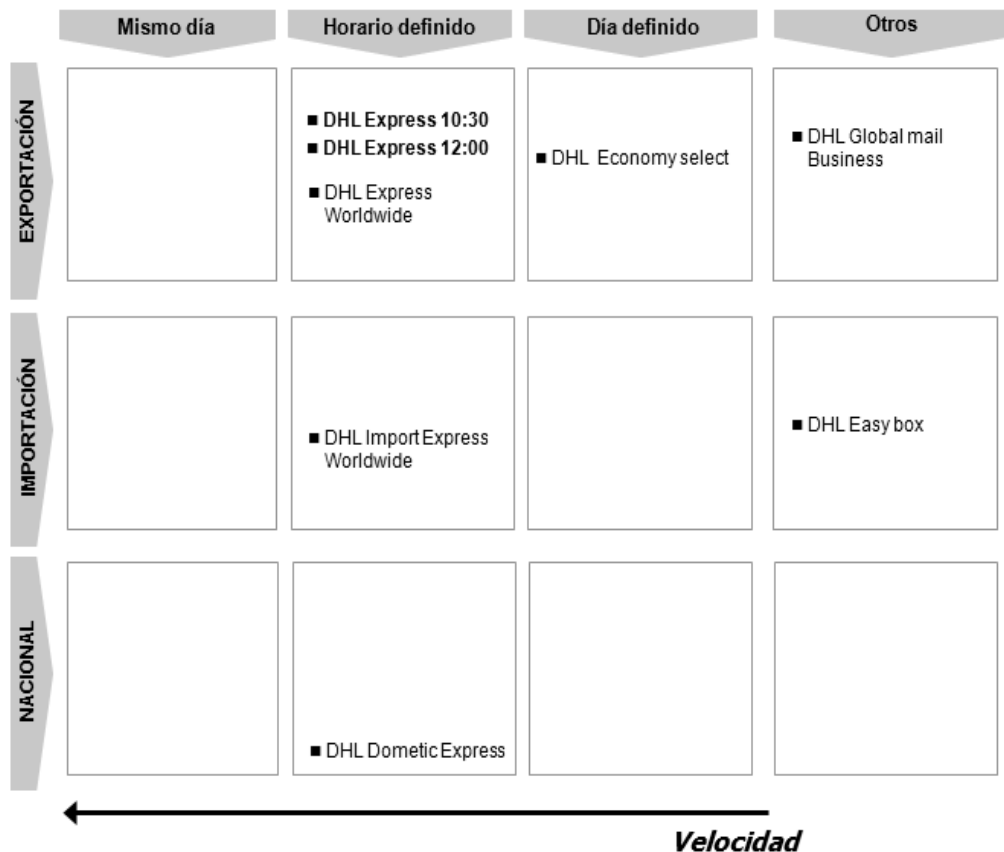 Mismo día
Horario definido
Día definido
Otros
EXPORTACIÓN
■ DHL Express 10:30
■ DHL Express 12:00
■ DHL Express
Worldwide
■ DHL Economy select
■ DHL Global mail
Business
IMPORTACIÓN
■ DHL Import Express
Worldwide
■ DHL Easy box
NACIONAL
■ DHL Dometic Express
Velocidad